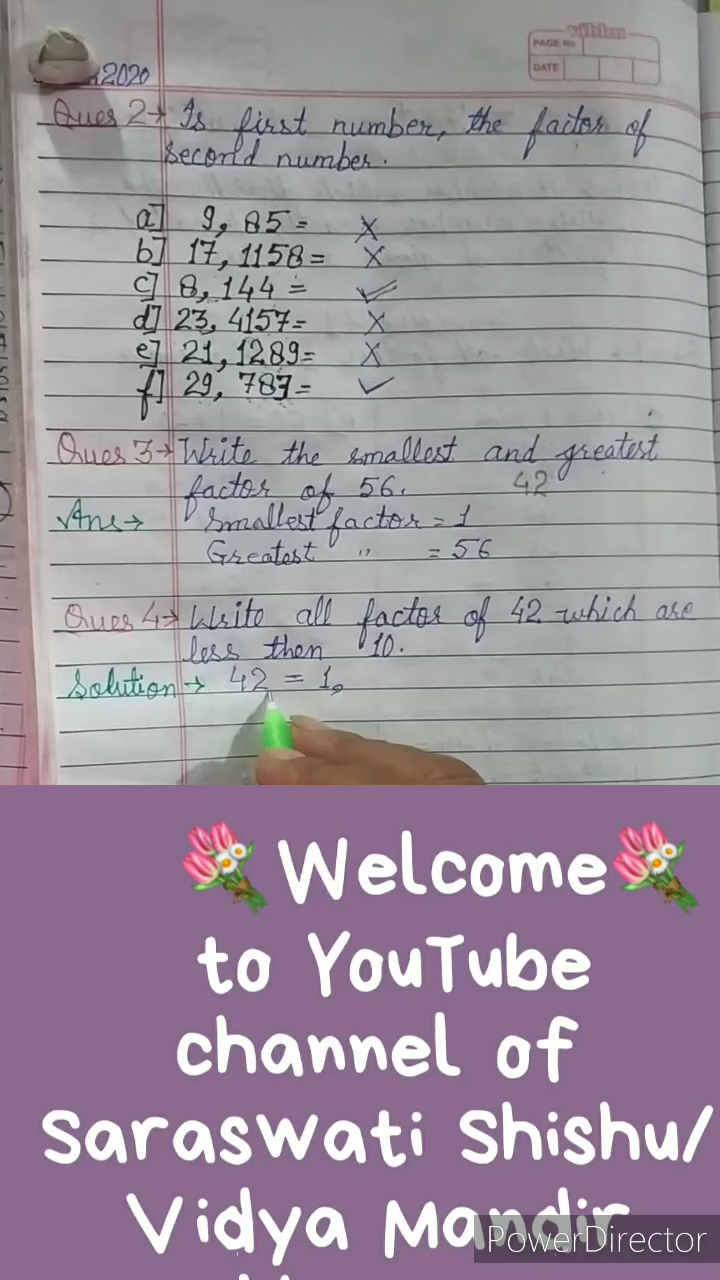 vibhu
PAGE No
DATE
2020
Ques 2→ Is first number, the factor of
second number.
a] 9, 85 = ✗
b] 17, 1158 = ✗
c] 8, 144 = ✓
d] 23, 4157 = ✗
e] 21, 1289 = ✗
f] 29, 787 = ✓
Ques 3→ Write the smallest and greatest
factor of 56. 42
Ans→ Smallest factor = 1
Greatest " = 56
Ques 4→ Write all factor of 42 which are
less then 10.
Solution → 42 = 1,
Welcome
to YouTube
channel of
Saraswati Shishu/
Vidya Mandir
PowerDirector